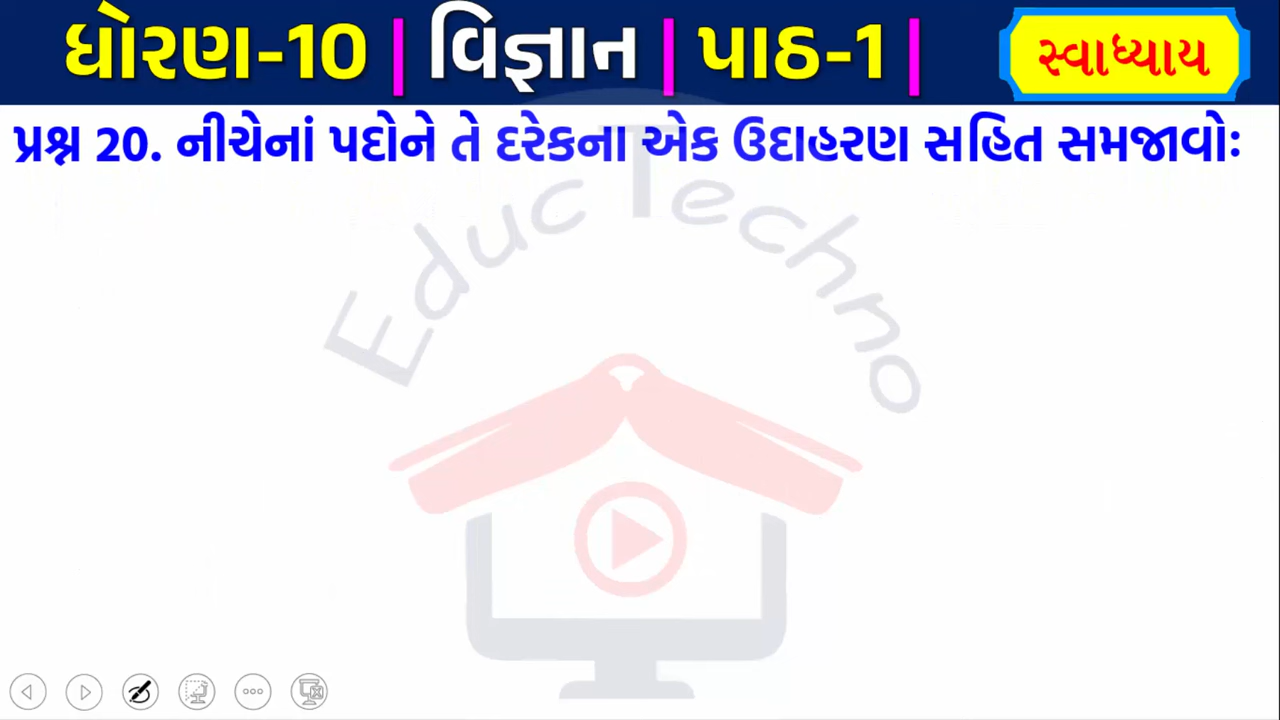 ધોરણ-10 | વિજ્ઞાન | પાઠ-1 |
સ્વાધ્યાય
પ્રશ્ન 20. નીચેનાં પદોને તે દરેકના એક ઉદાહરણ સહિત સમજાવોઃ
EducTechno